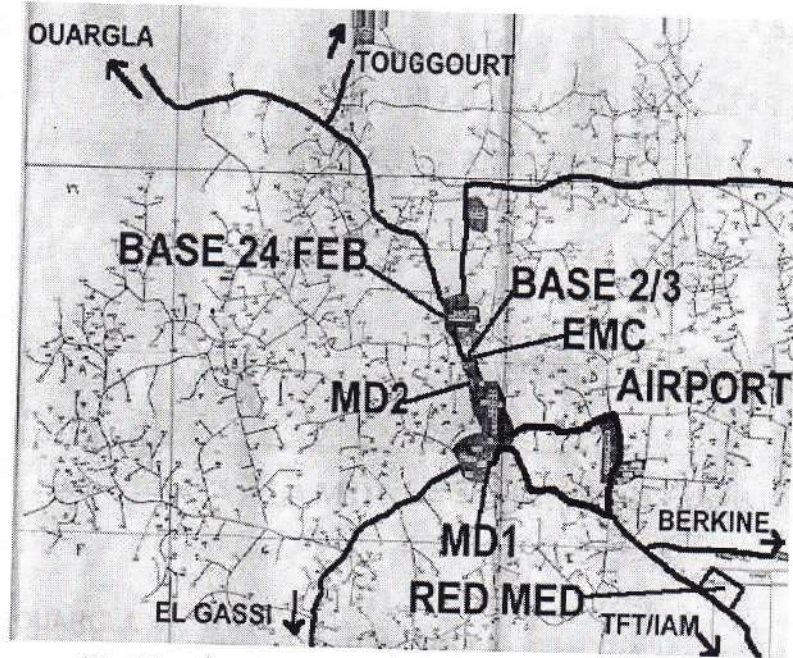 OUARGLA
TOUGGOURT
BASE 24 FEB
BASE 2/3
EMC
MD2
AIRPORT
MD1
BERKINE
RED MED
EL GASSI
TFT/IAM